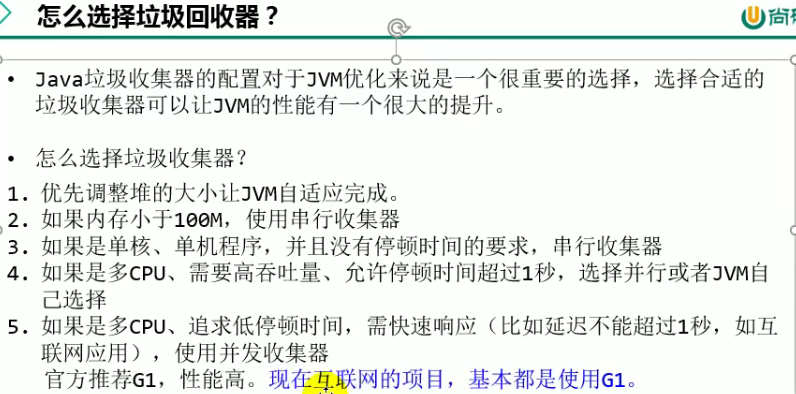 怎么选择垃圾回收器？
• Java垃圾收集器的配置对于JVM优化来说是一个很重要的选择，选择合适的
垃圾收集器可以让JVM的性能有一个很大的提升。
• 怎么选择垃圾收集器？
1. 优先调整堆的大小让JVM自适应完成。
2. 如果内存小于100M，使用串行收集器
3. 如果是单核、单机程序，并且没有停顿时间的要求，串行收集器
4. 如果是多CPU、需要高吞吐量、允许停顿时间超过1秒，选择并行或者JVM自
己选择
5. 如果是多CPU、追求低停顿时间，需快速响应（比如延迟不能超过1秒，如互
联网应用），使用并发收集器
官方推荐G1，性能高。现在互联网的项目，基本都是使用G1。